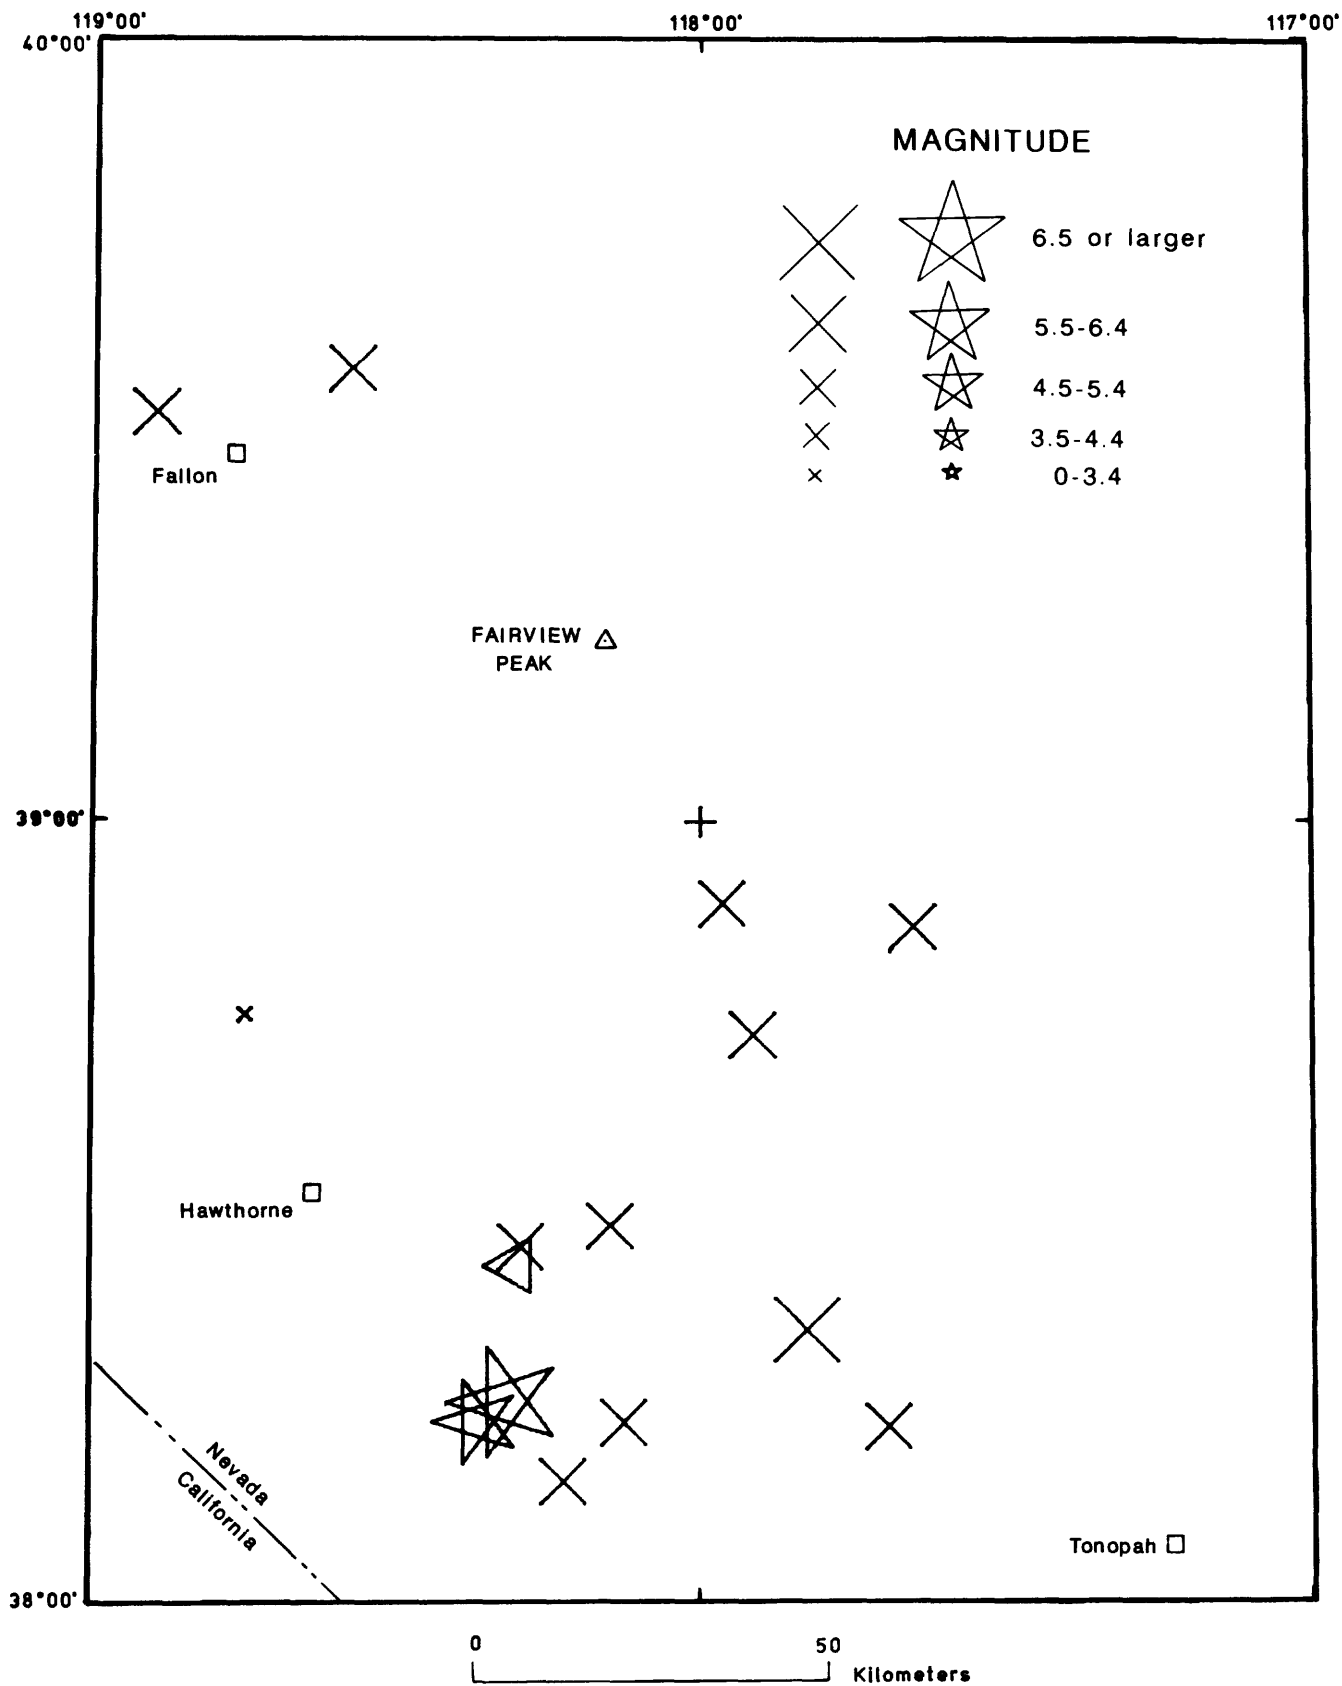 119°00' 118°00' 117°00'
40°00'
MAGNITUDE
6.5 or larger
5.5-6.4
4.5-5.4
3.5-4.4
0-3.4
Fallon
FAIRVIEW
PEAK
39°00'
Hawthorne
Nevada
California
Tonopah
38°00'
0 50
Kilometers